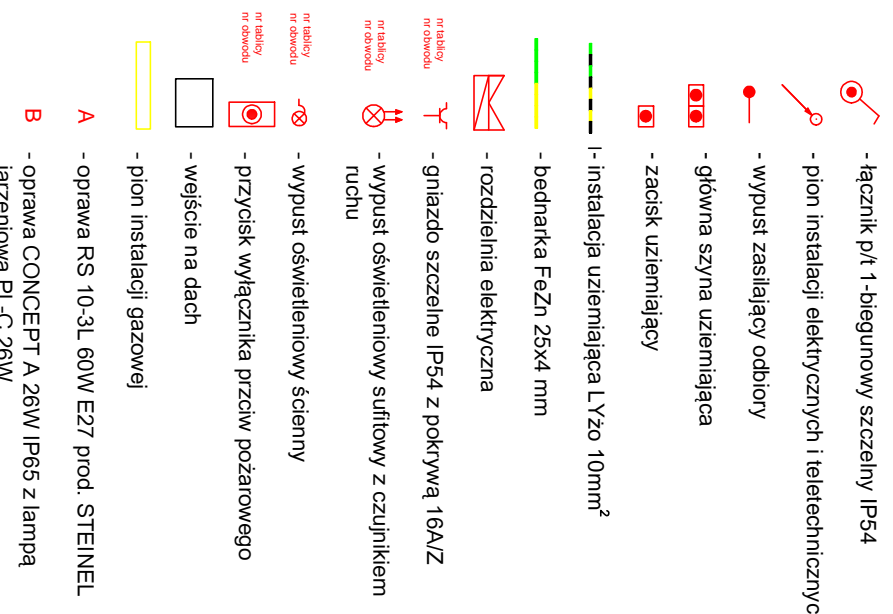 - łącznik p/t 1-biegunowy szczelny IP54
- pion instalacji elektrycznych i teletechnicznyc
- wypust zasilający odbiory
- główna szyna uziemiająca
- zacisk uziemiający
I- instalacja uziemiająca LYżo 10mm²
- bednarka FeZn 25x4 mm
- rozdzielnia elektryczna
nr tablicy
nr obwodu
- gniazdo szczelne IP54 z pokrywą 16A/Z
nr tablicy
nr obwodu
- wypust oświetleniowy sufitowy z czujnikiem
ruchu
nr tablicy
nr obwodu
- wypust oświetleniowy ścienny
nr tablicy
nr obwodu
- przycisk wyłącznika przciw pożarowego
- wejście na dach
- pion instalacji gazowej
A - oprawa RS 10-3L 60W E27 prod. STEINEL
B - oprawa CONCEPT A 26W IP65 z lampą
jarzeniową PL-C 26W